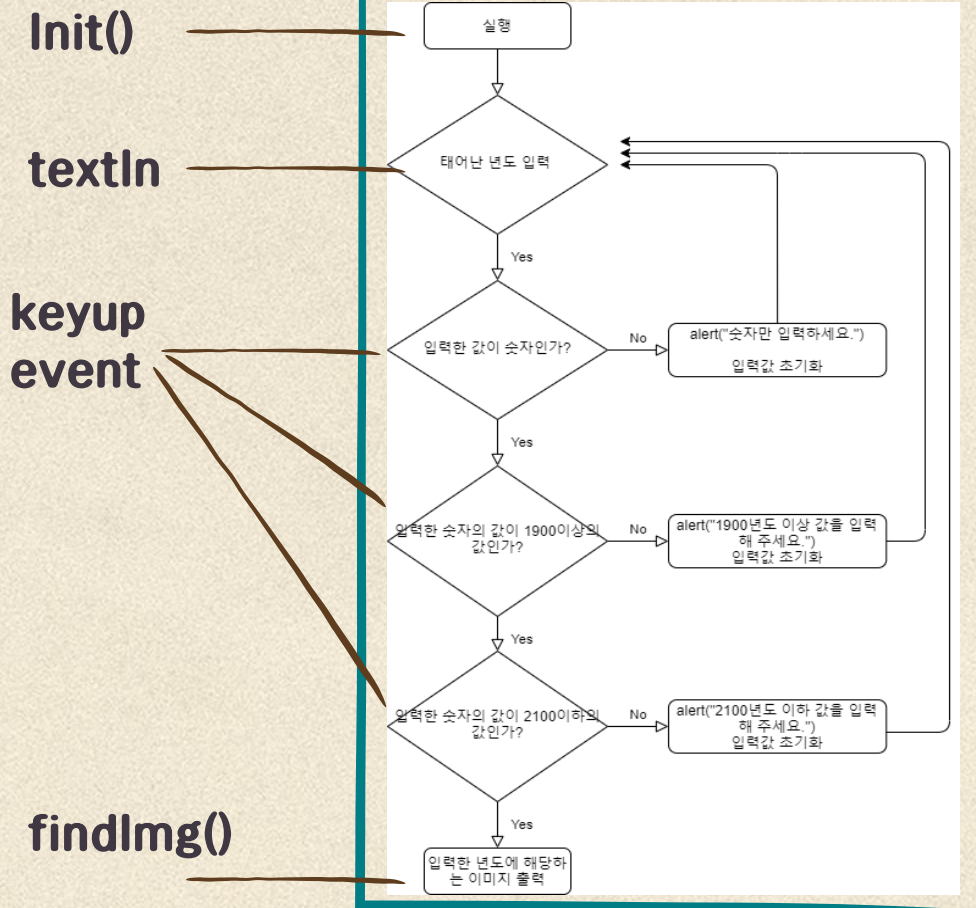 Init()
실행
textIn
태어난 년도 입력
Yes
keyup
event
입력한 값이 숫자인가?
No
alert("숫자만 입력하세요.")
입력값 초기화
Yes
입력한 숫자의 값이 1900이상의
값인가?
No
alert("1900년도 이상 값을 입력
해 주세요.")
입력값 초기화
Yes
입력한 숫자의 값이 2100이하의
값인가?
No
alert("2100년도 이하 값을 입력
해 주세요.")
입력값 초기화
Yes
findImg()
입력한 년도에 해당하
는 이미지 출력